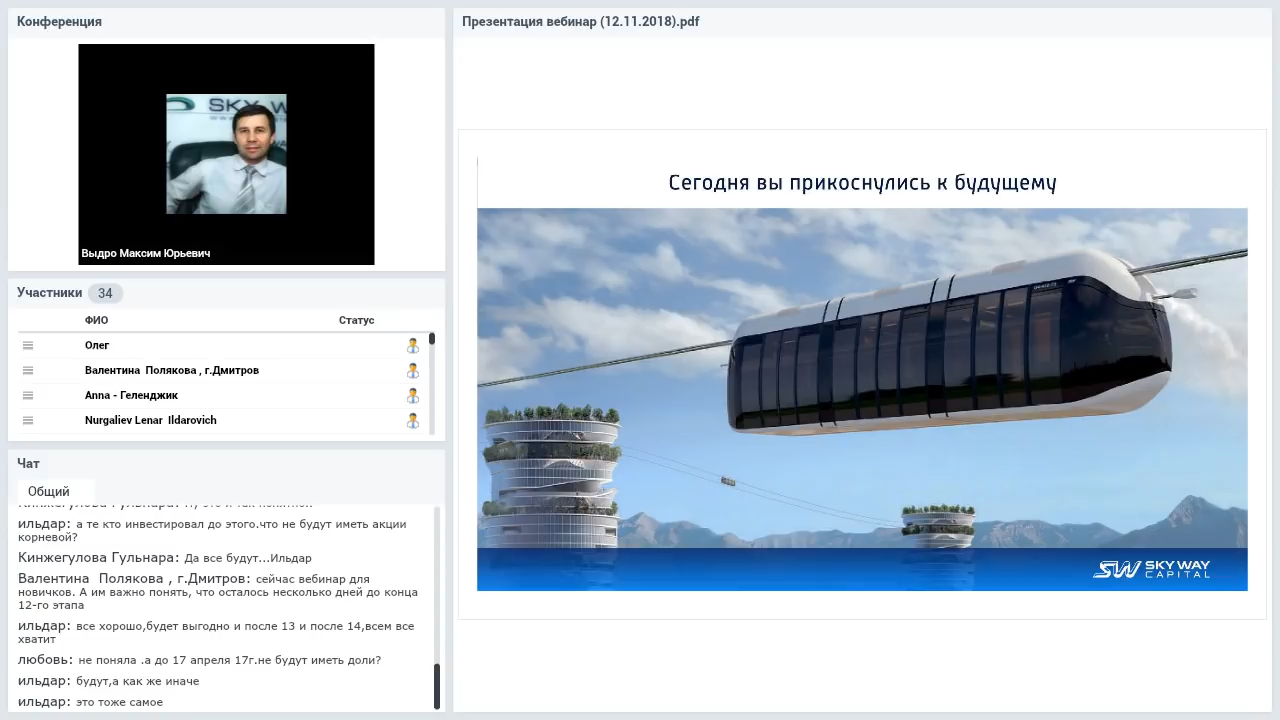 Конференция
SKY W
Выдро Максим Юрьевич
Участники 34
ФИО Статус
Олег
Валентина Полякова , г.Дмитров
Anna - Геленджик
Nurgaliev Lenar Ildarovich
Чат
Общий
ильдар: а те кто инвестировал до этого.что не будут иметь акции
корневой?
Кинжегулова Гульнара: Да все будут...Ильдар
Валентина Полякова , г.Дмитров: сейчас вебинар для
новичков. А им важно понять, что осталось несколько дней до конца
12-го этапа
ильдар: все хорошо,будет выгодно и после 13 и после 14,всем все
хватит
любовь: не поняла .а до 17 апреля 17г.не будут иметь доли?
ильдар: будут,а как же иначе
ильдар: это тоже самое
Презентация вебинар (12.11.2018).pdf
Сегодня вы прикоснулись к будущему
SW SKY WAY
CAPITAL